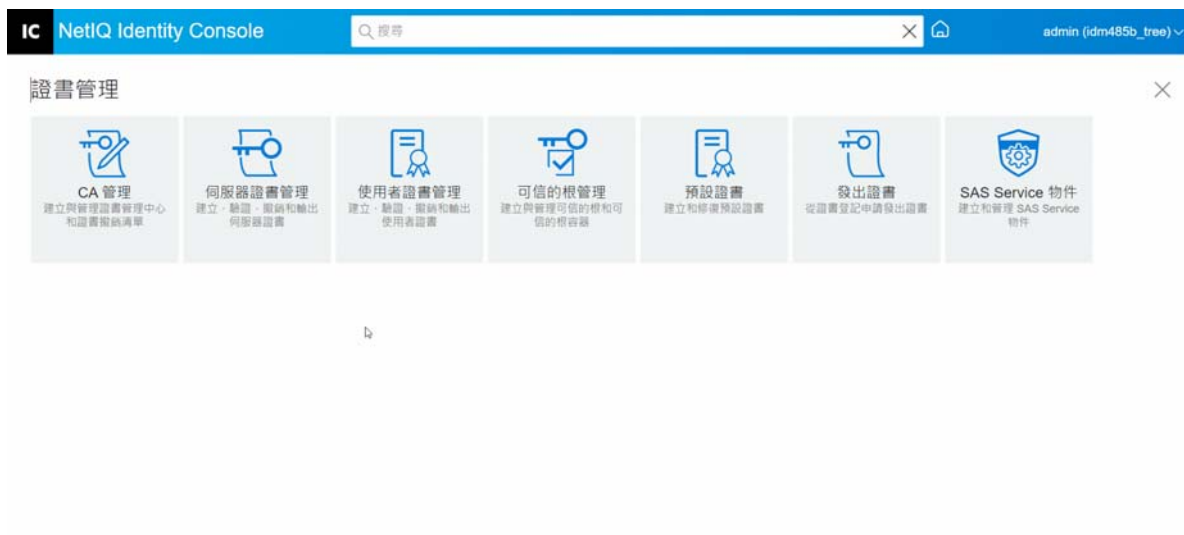 IC NetIQ Identity Console
搜尋
admin (idm485b_tree)
證書管理
CA 管理
建立與管理證書管理中心
和證書撤銷清單
伺服器證書管理
建立、驗證、撤銷和輸出
伺服器證書
使用者證書管理
建立、驗證、撤銷和輸出
使用者證書
可信的根管理
建立與管理可信的根和可
信的根容器
預設證書
建立和修復預設證書
發出證書
從證書登記申請發出證書
SAS Service 物件
建立和管理 SAS Service
物件